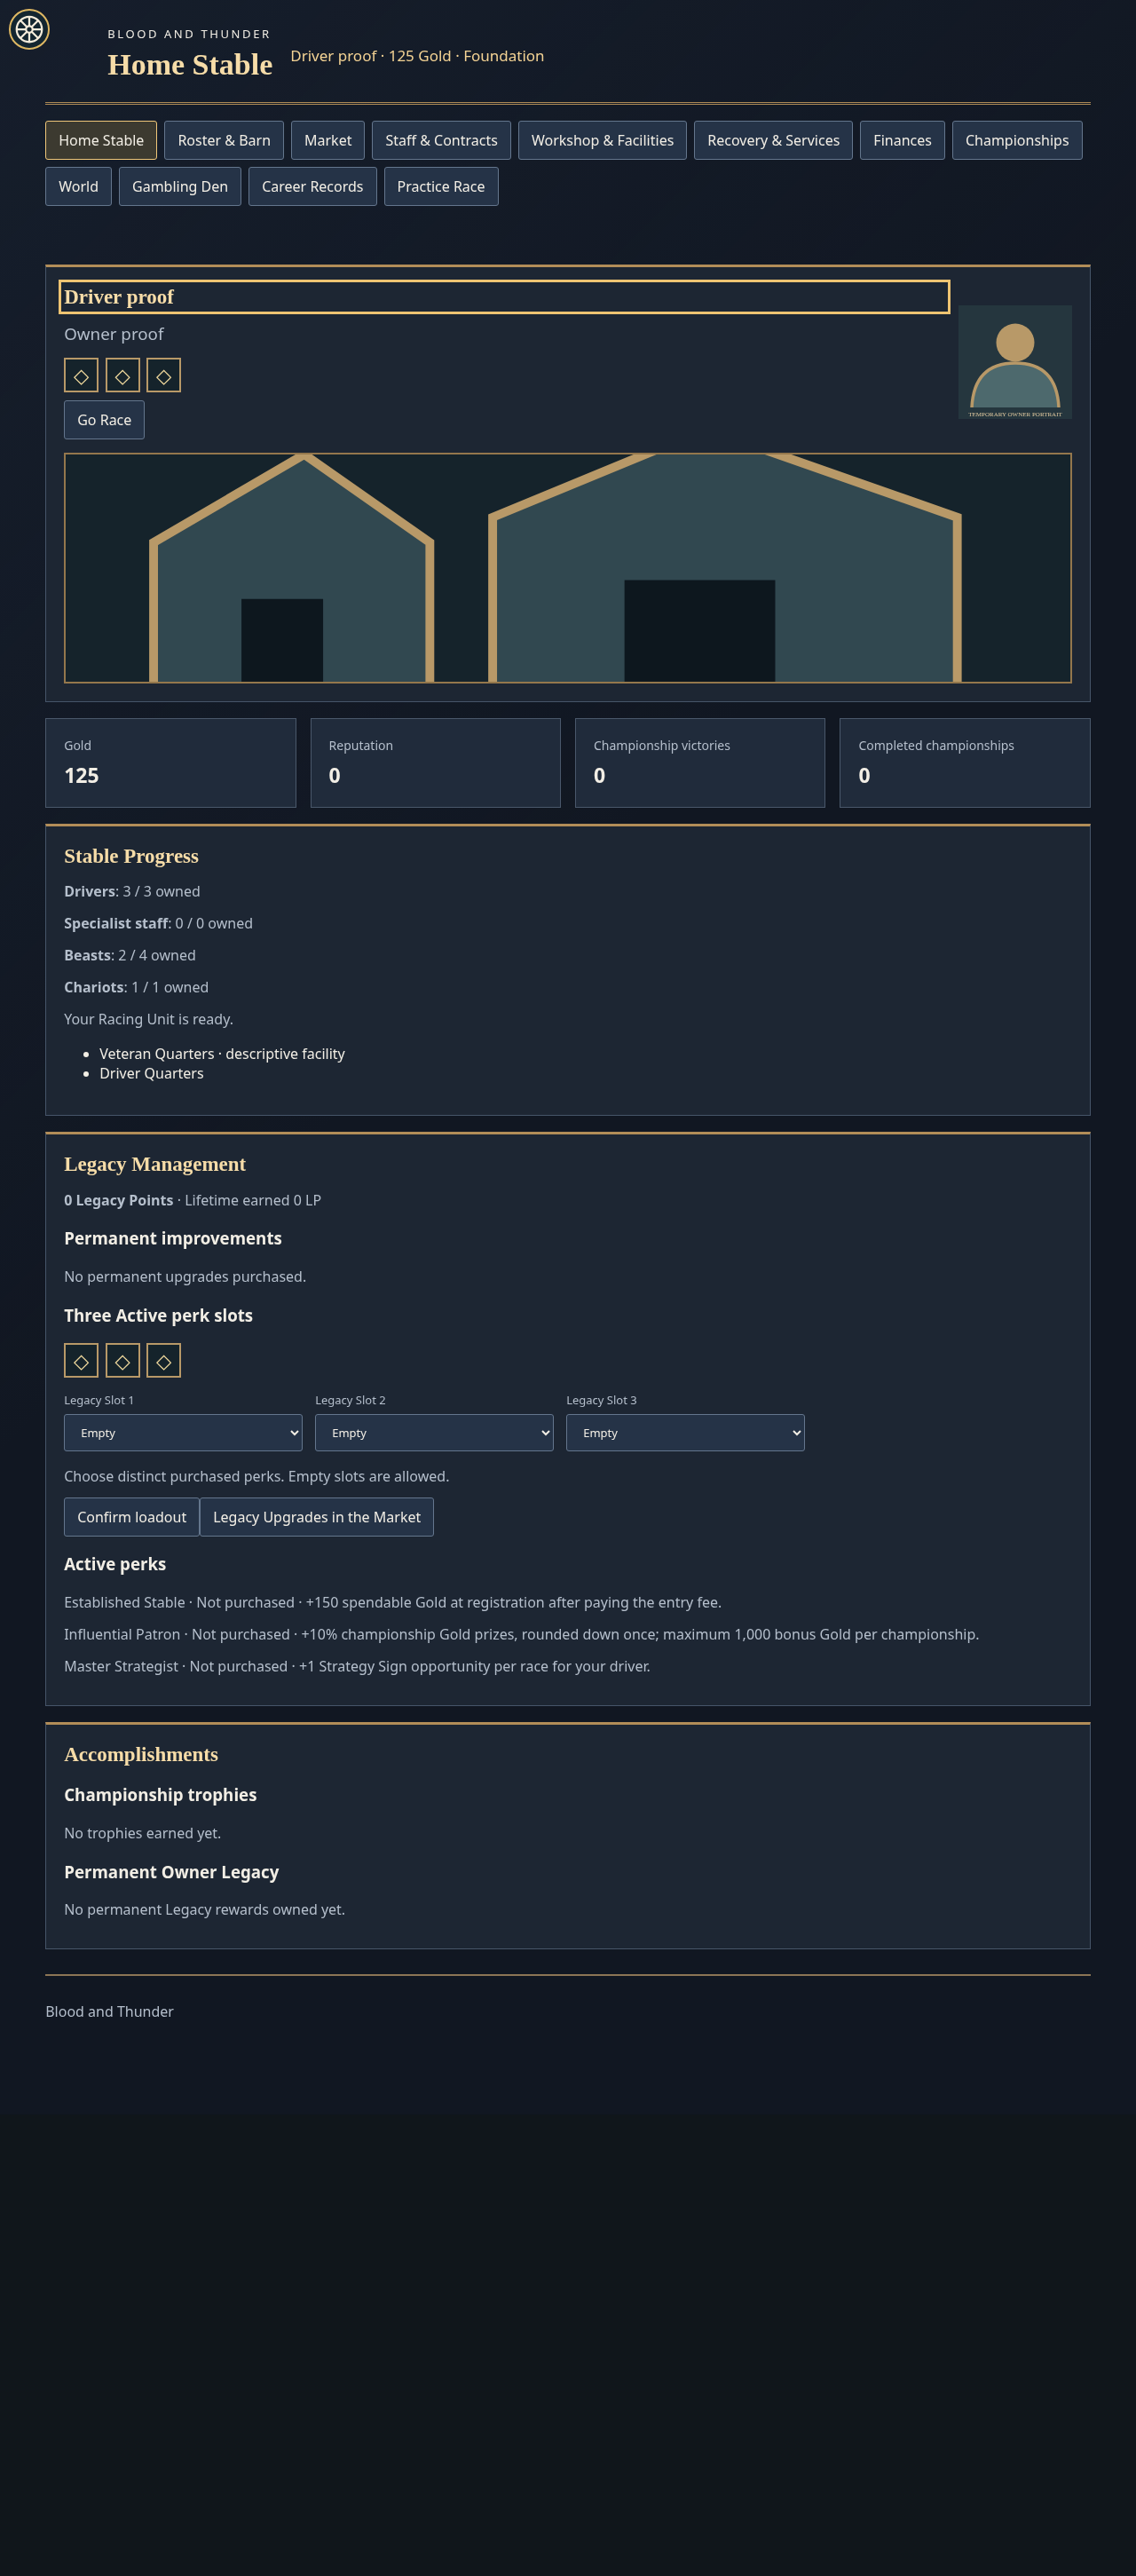 BLOOD AND THUNDER
Home Stable
Driver proof · 125 Gold · Foundation
Home Stable
Roster & Barn
Market
Staff & Contracts
Workshop & Facilities
Recovery & Services
Finances
Championships
World
Gambling Den
Career Records
Practice Race
Driver proof
Owner proof
Go Race
TEMPORARY OWNER PORTRAIT
Gold
125
Reputation
0
Championship victories
0
Completed championships
0
Stable Progress
Drivers: 3 / 3 owned
Specialist staff: 0 / 0 owned
Beasts: 2 / 4 owned
Chariots: 1 / 1 owned
Your Racing Unit is ready.
Veteran Quarters · descriptive facility
Driver Quarters
Legacy Management
0 Legacy Points · Lifetime earned 0 LP
Permanent improvements
No permanent upgrades purchased.
Three Active perk slots
Legacy Slot 1
Legacy Slot 2
Legacy Slot 3
Empty
Empty
Empty
Choose distinct purchased perks. Empty slots are allowed.
Confirm loadout
Legacy Upgrades in the Market
Active perks
Established Stable · Not purchased · +150 spendable Gold at registration after paying the entry fee.
Influential Patron · Not purchased · +10% championship Gold prizes, rounded down once; maximum 1,000 bonus Gold per championship.
Master Strategist · Not purchased · +1 Strategy Sign opportunity per race for your driver.
Accomplishments
Championship trophies
No trophies earned yet.
Permanent Owner Legacy
No permanent Legacy rewards owned yet.
Blood and Thunder